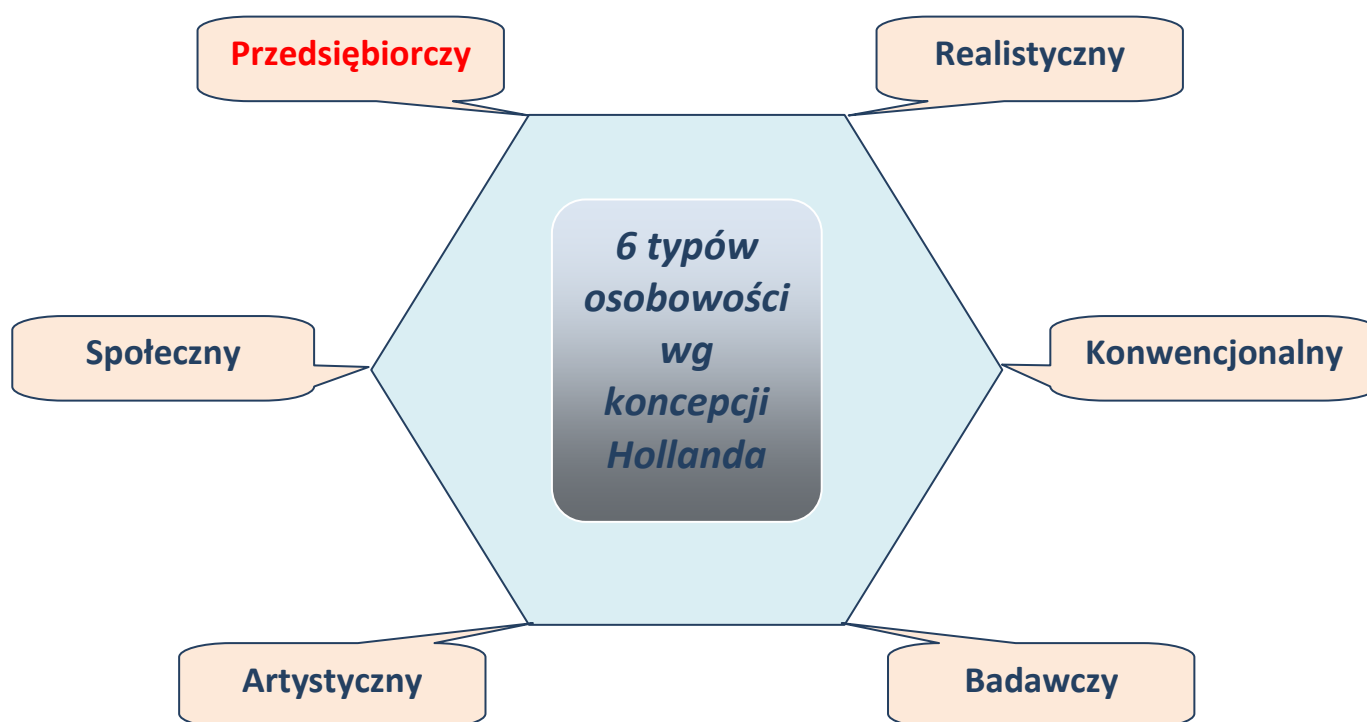 Przedsiębiorczy
Realistyczny
6 typów
osobowości
wg
koncepcji
Hollanda
Społeczny
Konwencjonalny
Artystyczny
Badawczy